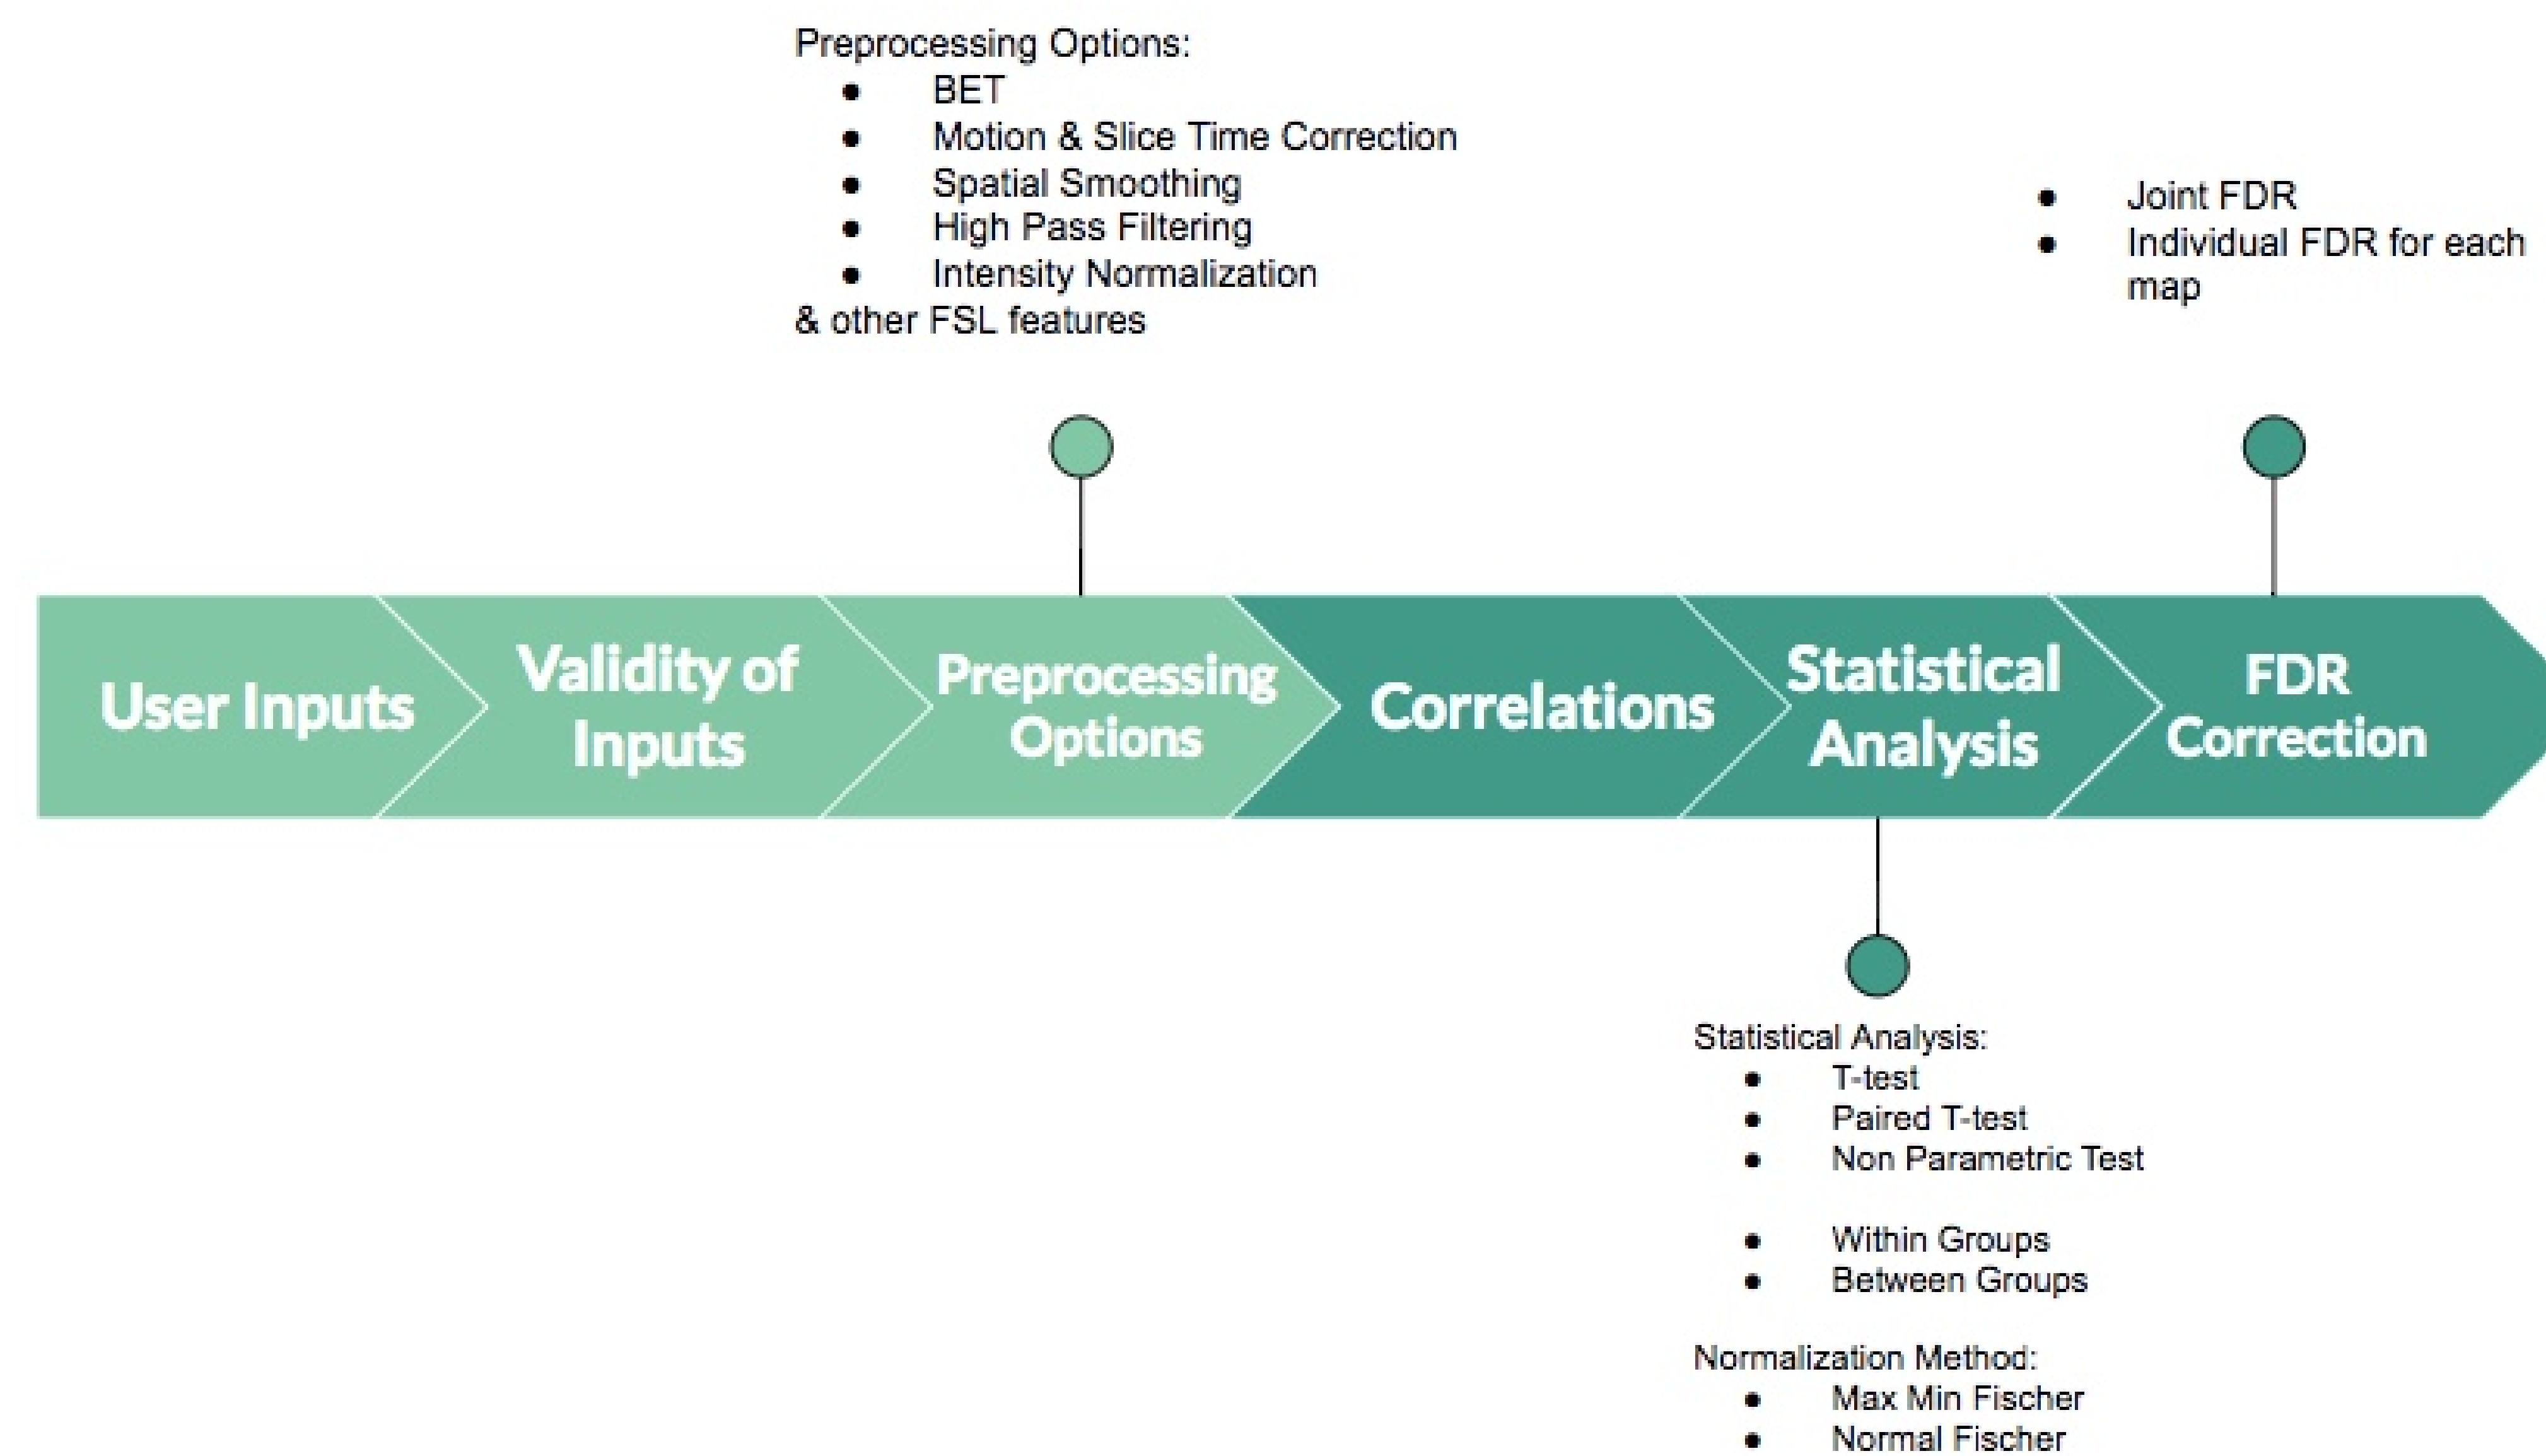 Preprocessing Options:
● BET
● Motion & Slice Time Correction
● Spatial Smoothing
● High Pass Filtering
● Intensity Normalization
& other FSL features
● Joint FDR
● Individual FDR for each
map
User Inputs
Validity of
Inputs
Preprocessing
Options
Correlations
Statistical
Analysis
FDR
Correction
Statistical Analysis:
● T-test
● Paired T-test
● Non Parametric Test
● Within Groups
● Between Groups
Normalization Method:
● Max Min Fischer
● Normal Fischer